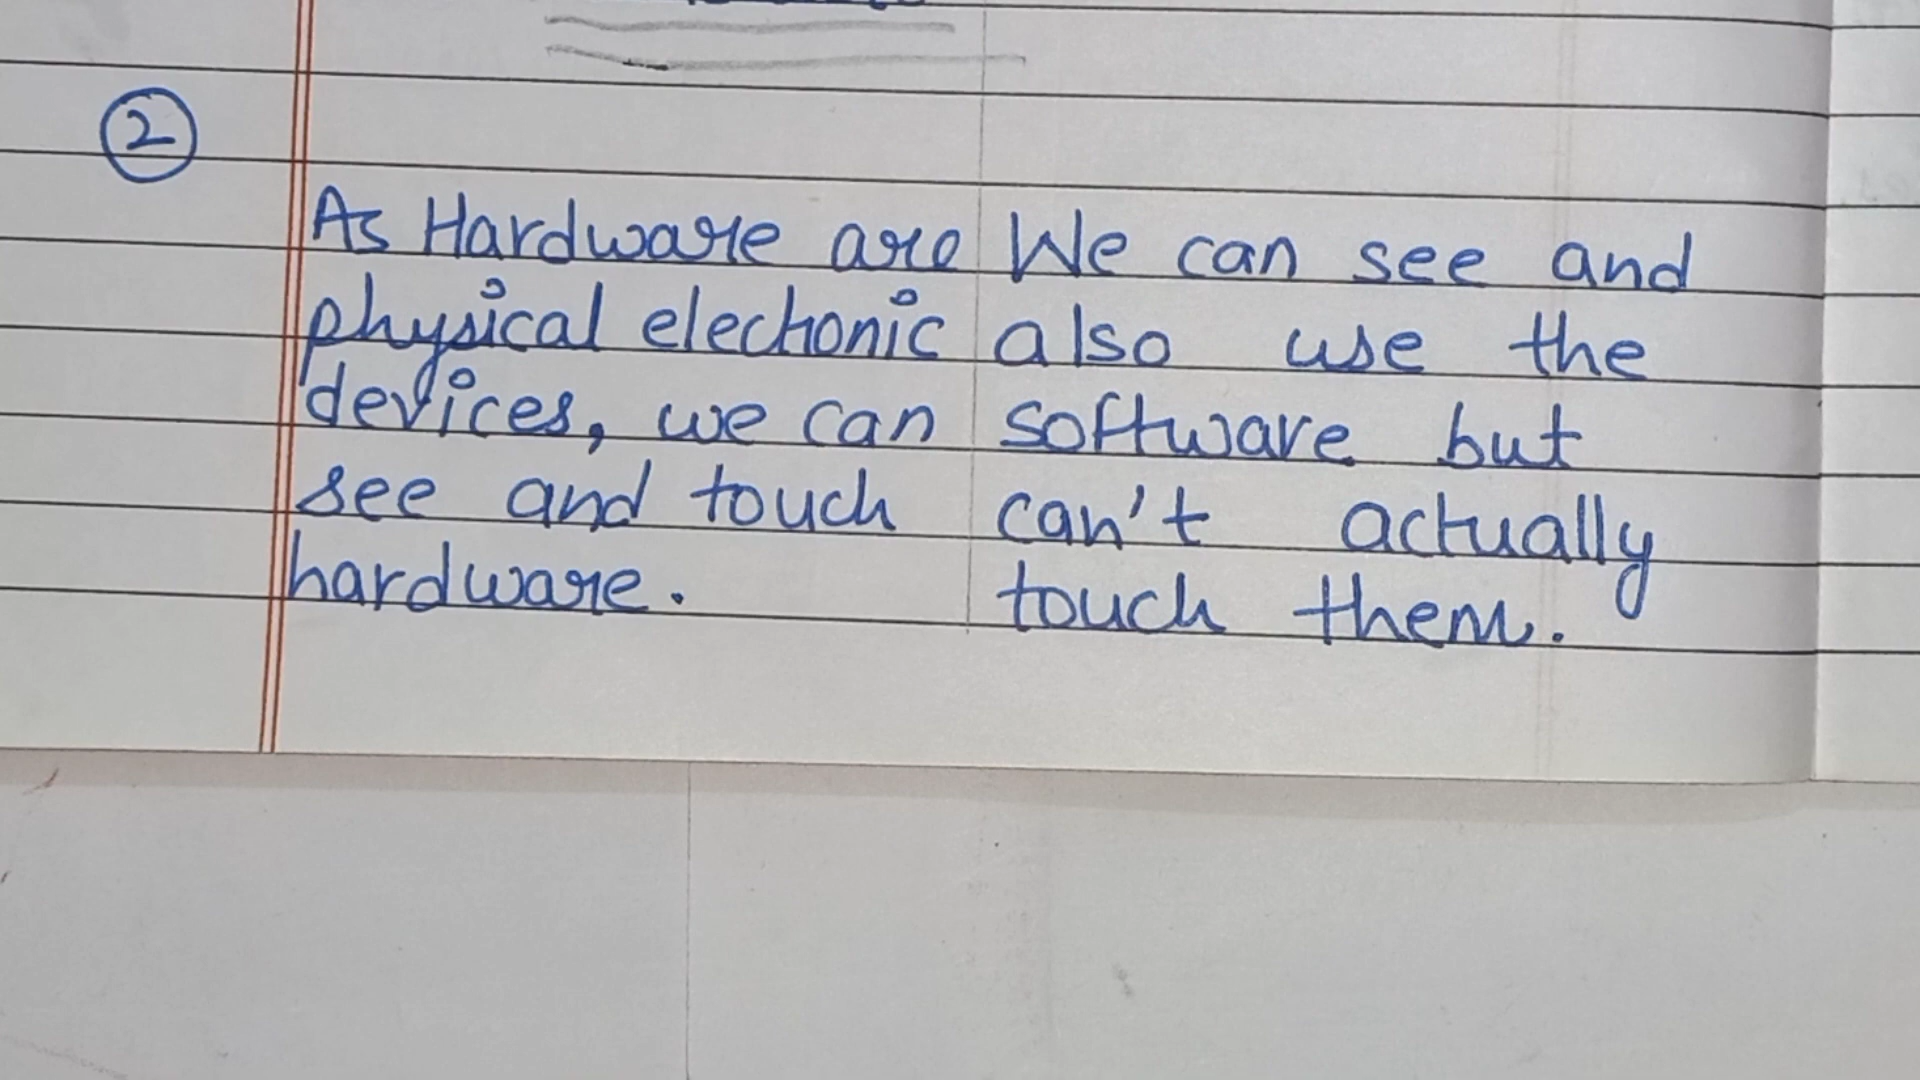 2
As Hardware are
physical electronic
devices, we can
see and touch
hardware.
We can see and
also use the
software but
can't actually
touch them.